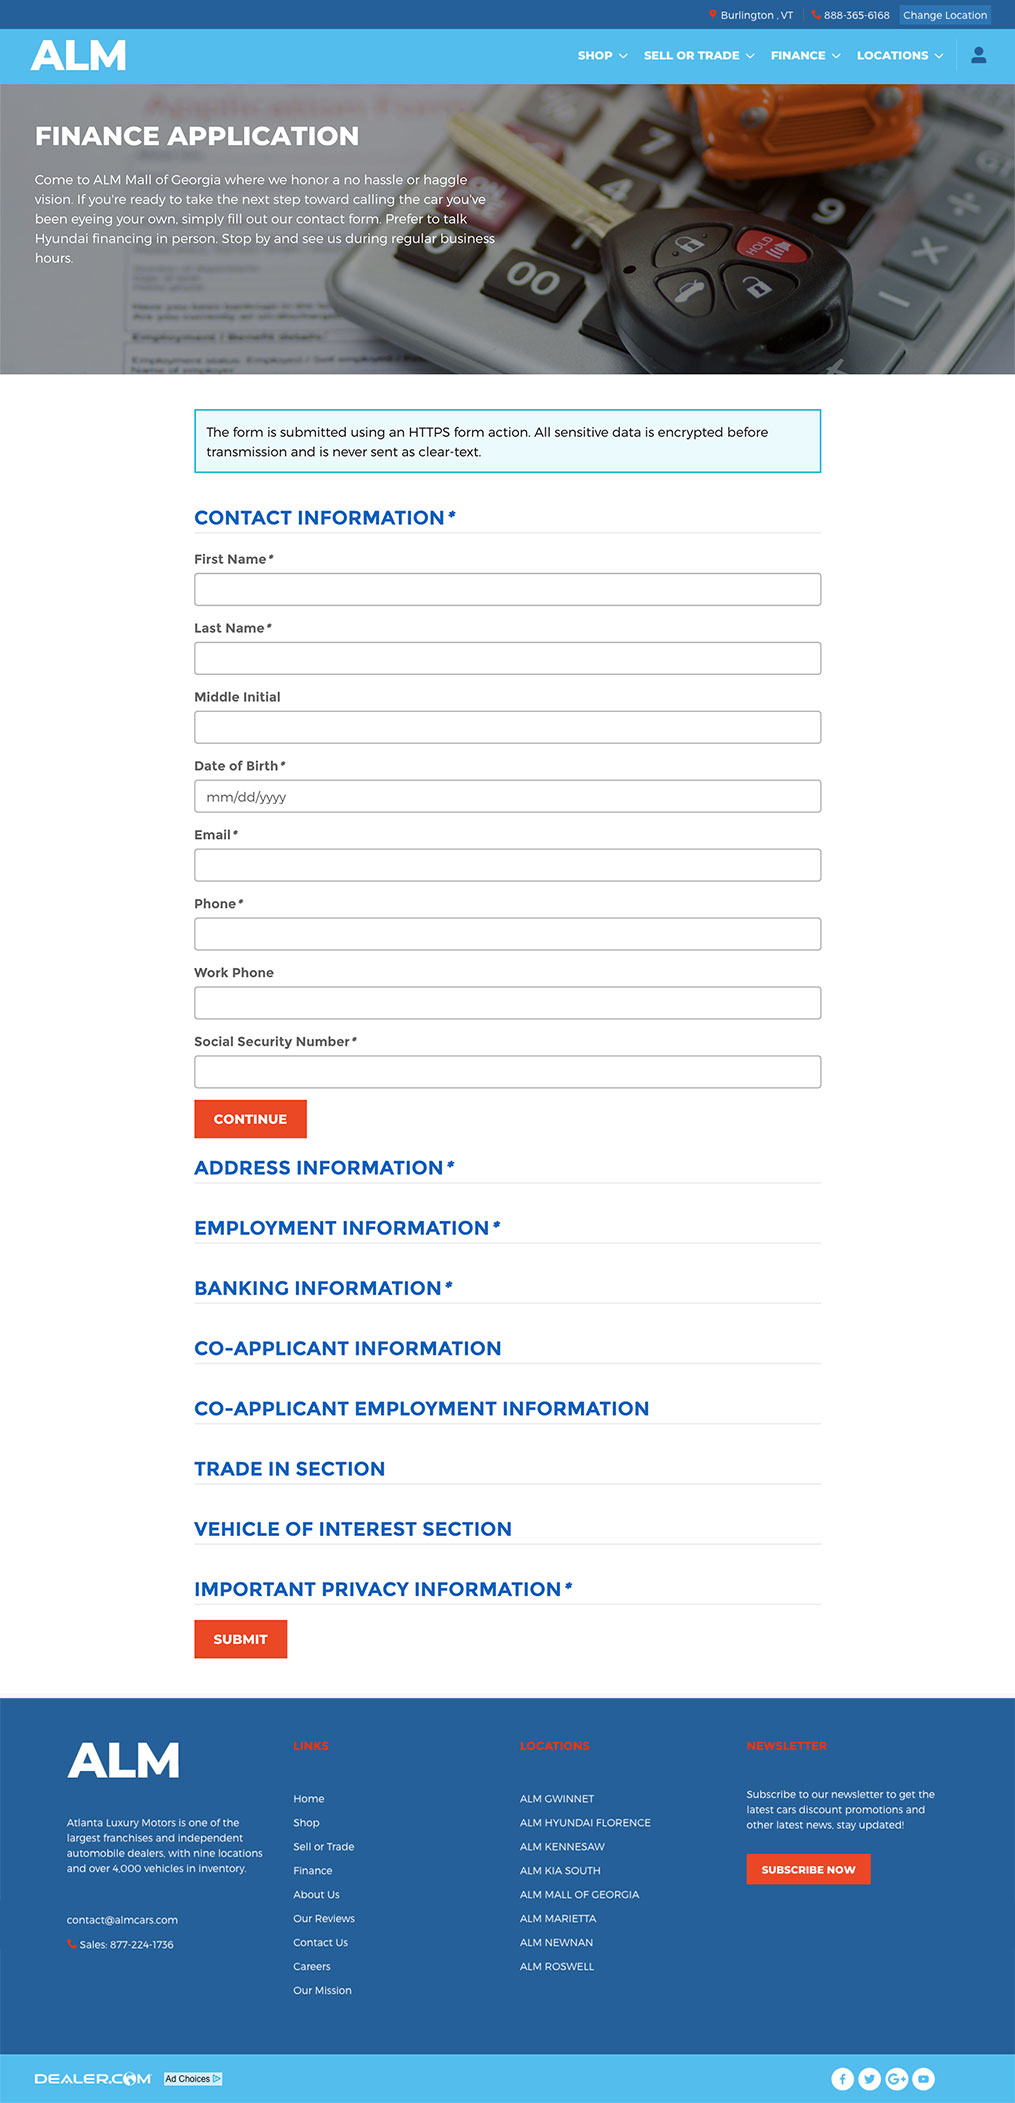 Burlington , VT 888-365-6168 Change Location
ALM SHOP SELL OR TRADE FINANCE LOCATIONS
FINANCE APPLICATION
Come to ALM Mall of Georgia where we honor a no hassle or haggle
vision. If you're ready to take the next step toward calling the car you've
been eyeing your own, simply fill out our contact form. Prefer to talk
Hyundai financing in person. Stop by and see us during regular business
hours.
7
9
00
HOLD
Employment / Benefit details:
The form is submitted using an HTTPS form action. All sensitive data is encrypted before
transmission and is never sent as clear-text.
CONTACT INFORMATION*
First Name*
Last Name*
Middle Initial
Date of Birth*
mm/dd/yyyy
Email*
Phone*
Work Phone
Social Security Number*
CONTINUE
ADDRESS INFORMATION*
EMPLOYMENT INFORMATION*
BANKING INFORMATION*
CO-APPLICANT INFORMATION
CO-APPLICANT EMPLOYMENT INFORMATION
TRADE IN SECTION
VEHICLE OF INTEREST SECTION
IMPORTANT PRIVACY INFORMATION*
SUBMIT
ALM
Atlanta Luxury Motors is one of the
largest franchises and independent
automobile dealers, with nine locations
and over 4,000 vehicles in inventory.
contact@almcars.com
Sales: 877-224-1736
LINKS
Home
Shop
Sell or Trade
Finance
About Us
Our Reviews
Contact Us
Careers
Our Mission
LOCATIONS
ALM GWINNET
ALM HYUNDAI FLORENCE
ALM KENNESAW
ALM KIA SOUTH
ALM MALL OF GEORGIA
ALM MARIETTA
ALM NEWNAN
ALM ROSWELL
NEWSLETTER
Subscribe to our newsletter to get the
latest cars discount promotions and
other latest news, stay updated!
SUBSCRIBE NOW
DEALER.COM Ad Choices